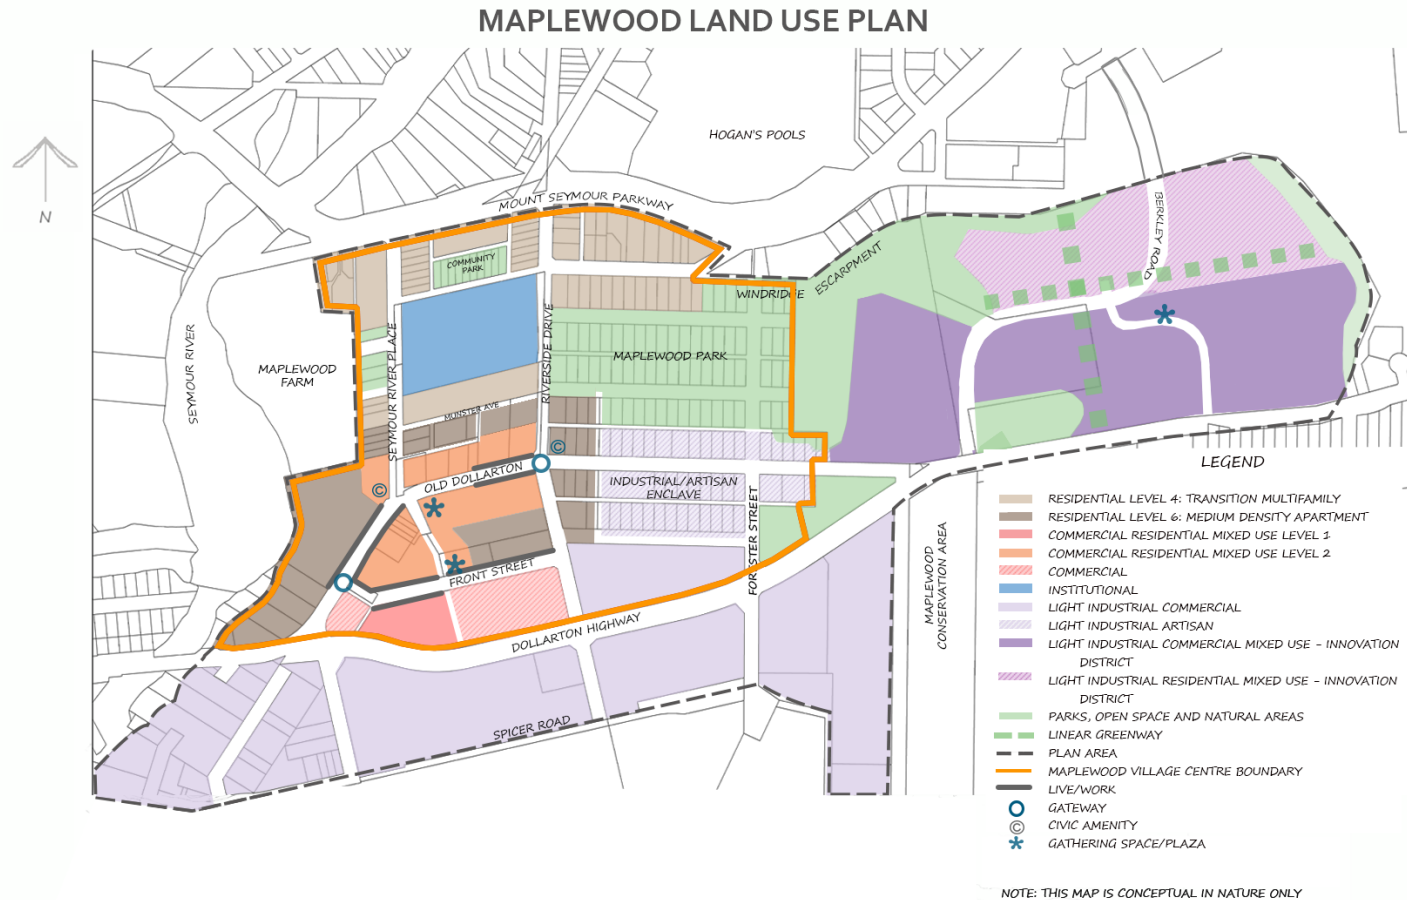 MAPLEWOOD LAND USE PLAN
HOGAN'S POOLS
N
MOUNT SEYMOUR PARKWAY
BERKLEY ROAD
COMMUNITY
PARK
ESCARPMENT
WINDRIDGE
SEYMOUR RIVER
MAPLEWOOD
FARM
SEYMOUR RIVER PLACE
RIVERSIDE DRIVE
MAPLEWOOD PARK
MUNSTER AVE
©
©
OLD DOLLARTON
INDUSTRIAL/ARTISAN
ENCLAVE
FORESTER STREET
FRONT STREET
DOLLARTON HIGHWAY
SPICER ROAD
MAPLEWOOD
CONSERVATION AREA
LEGEND
RESIDENTIAL LEVEL 4: TRANSITION MULTIFAMILY
RESIDENTIAL LEVEL 6: MEDIUM DENSITY APARTMENT
COMMERCIAL RESIDENTIAL MIXED USE LEVEL 1
COMMERCIAL RESIDENTIAL MIXED USE LEVEL 2
COMMERCIAL
INSTITUTIONAL
LIGHT INDUSTRIAL COMMERCIAL
LIGHT INDUSTRIAL ARTISAN
LIGHT INDUSTRIAL COMMERCIAL MIXED USE - INNOVATION
DISTRICT
LIGHT INDUSTRIAL RESIDENTIAL MIXED USE - INNOVATION
DISTRICT
PARKS, OPEN SPACE AND NATURAL AREAS
LINEAR GREENWAY
PLAN AREA
MAPLEWOOD VILLAGE CENTRE BOUNDARY
LIVE/WORK
GATEWAY
© CIVIC AMENITY
GATHERING SPACE/PLAZA
NOTE: THIS MAP IS CONCEPTUAL IN NATURE ONLY